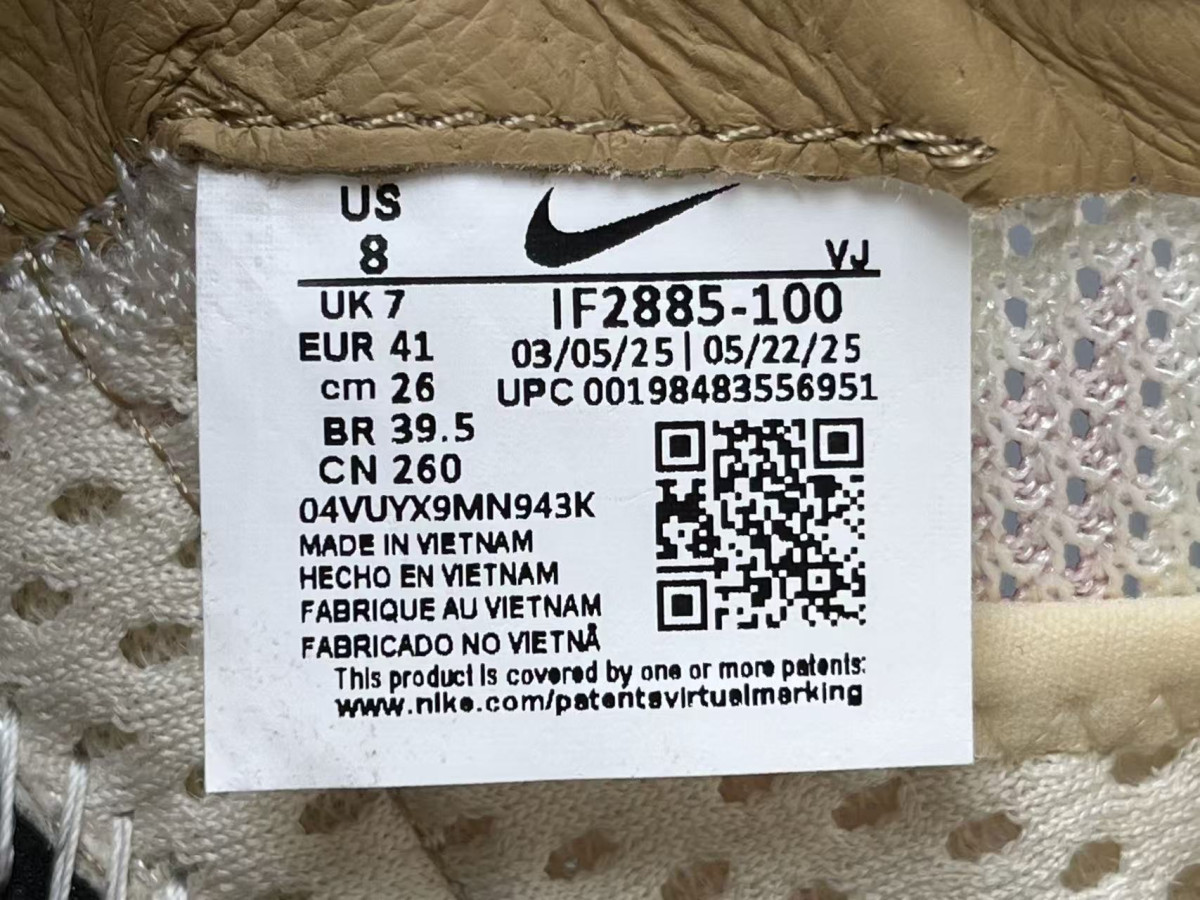 US
8
VJ
UK 7
IF2885-100
EUR 41
03/05/25 | 05/22/25
cm 26
UPC 00198483556951
BR 39.5
CN 260
04VUYX9MN943K
MADE IN VIETNAM
HECHO EN VIETNAM
FABRIQUE AU VIETNAM
FABRICADO NO VIETNÃ
This product is covered by one or more patents:
www.nike.com/patentsvirtualmarking